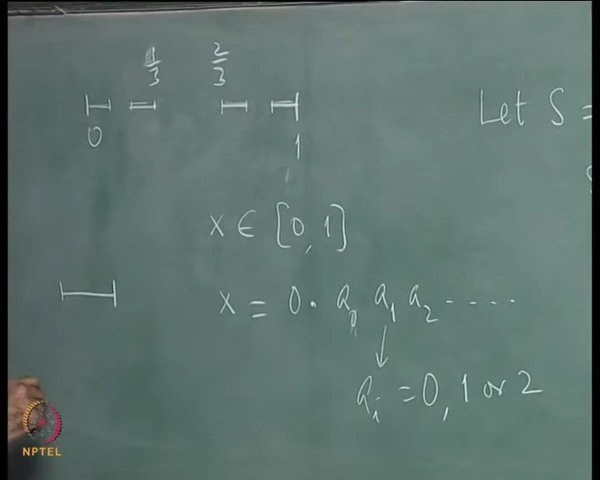 1/3 2/3
0 1
Let S =
x ∈ [0, 1]
x = 0 . a₀ a₁ a₂ ....
aᵢ = 0, 1 or 2
NPTEL